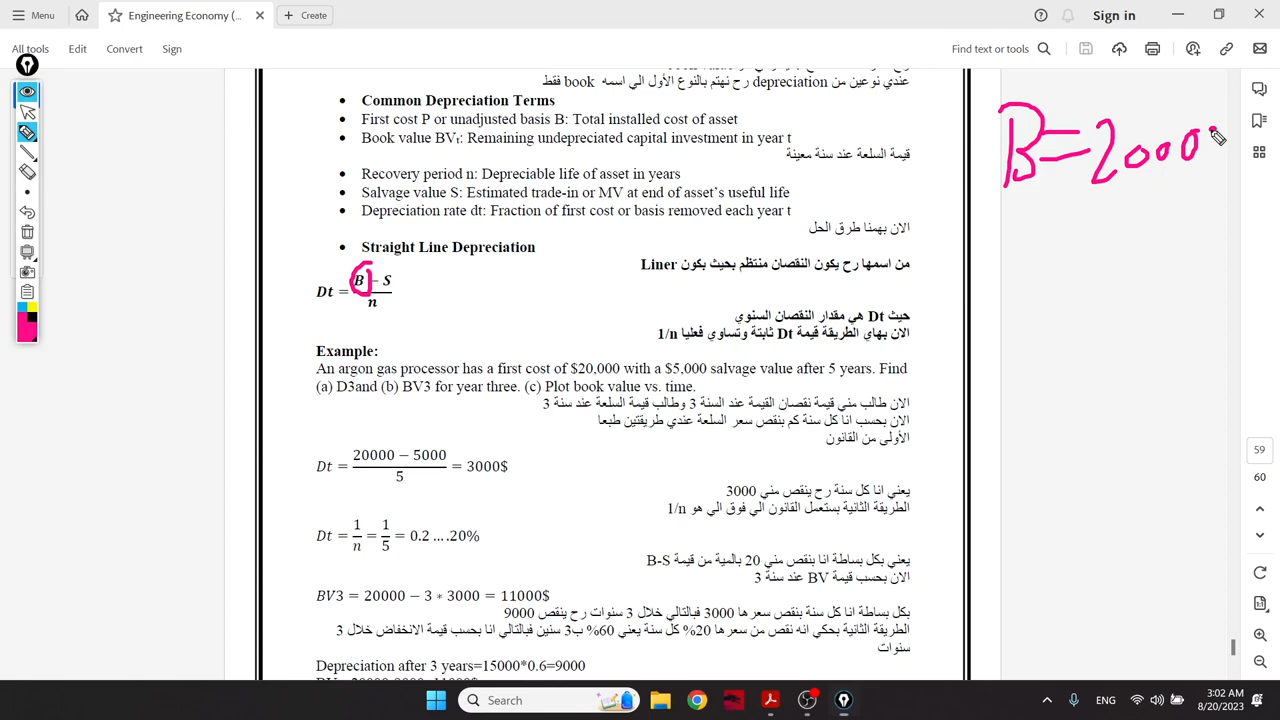 Menu
Engineering Economy (...
Create
Sign in
All tools
Edit
Convert
Sign
Find text or tools
عندي نوعين من depreciation رح نهتم بالنوع الأول الي اسمه book فقط
• Common Depreciation Terms
• First cost P or unadjusted basis B: Total installed cost of asset
• Book value BVt: Remaining undepreciated capital investment in year t
قيمة السلعة عند سنة معينة
• Recovery period n: Depreciable life of asset in years
• Salvage value S: Estimated trade-in or MV at end of asset’s useful life
• Depreciation rate dt: Fraction of first cost or basis removed each year t
الان بهمنا طرق الحل
• Straight Line Depreciation
من اسمها رح يكون النقصان منتظم بحيث بكون Liner
Dt = B − S / n
حيث Dt هي مقدار النقصان السنوي
الان بهاي الطريقة قيمة Dt ثابتة وتساوي فعليا 1/n
Example:
An argon gas processor has a first cost of $20,000 with a $5,000 salvage value after 5 years. Find
(a) D3and (b) BV3 for year three. (c) Plot book value vs. time.
الان طالب مني قيمة نقصان القيمة عند السنة 3 وطالب قيمة السلعة عند سنة 3
الان بحسب انا كل سنة كم بنقص سعر السلعة عندي طريقتين طبعا
الأولى من القانون
Dt = 20000 − 5000 / 5 = 3000$
يعني انا كل سنة رح ينقص مني 3000
الطريقة الثانية بستعمل القانون الي فوق الي هو 1/n
Dt = 1/n = 1/5 = 0.2 ....20%
يعني بكل بساطة انا بنقص مني 20 بالمية من قيمة B-S
الان بحسب قيمة BV عند سنة 3
BV3 = 20000 − 3 ∗ 3000 = 11000$
بكل بساطة انا كل سنة بنقص سعرها 3000 فبالتالي خلال 3 سنوات رح ينقص 9000
الطريقة الثانية بحكي انه نقص من سعرها 20% كل سنة يعني 60% ب3 سنين فبالتالي انا بحسب قيمة الانخفاض خلال 3
سنوات
Depreciation after 3 years=15000*0.6=9000
B=2000
59
60
Search
ENG
3:02 AM
8/20/2023